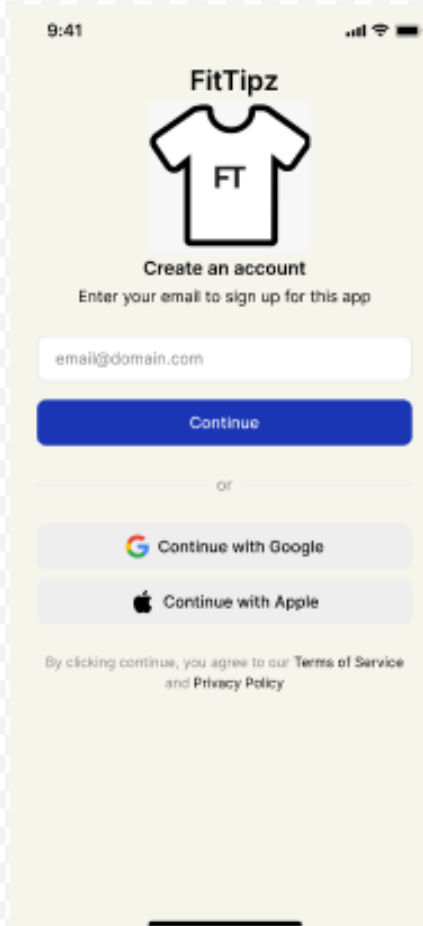 9:41
FitTipz
FT
Create an account
Enter your email to sign up for this app
email@domain.com
Continue
or
Continue with Google
Continue with Apple
By clicking continue, you agree to our Terms of Service
and Privacy Policy